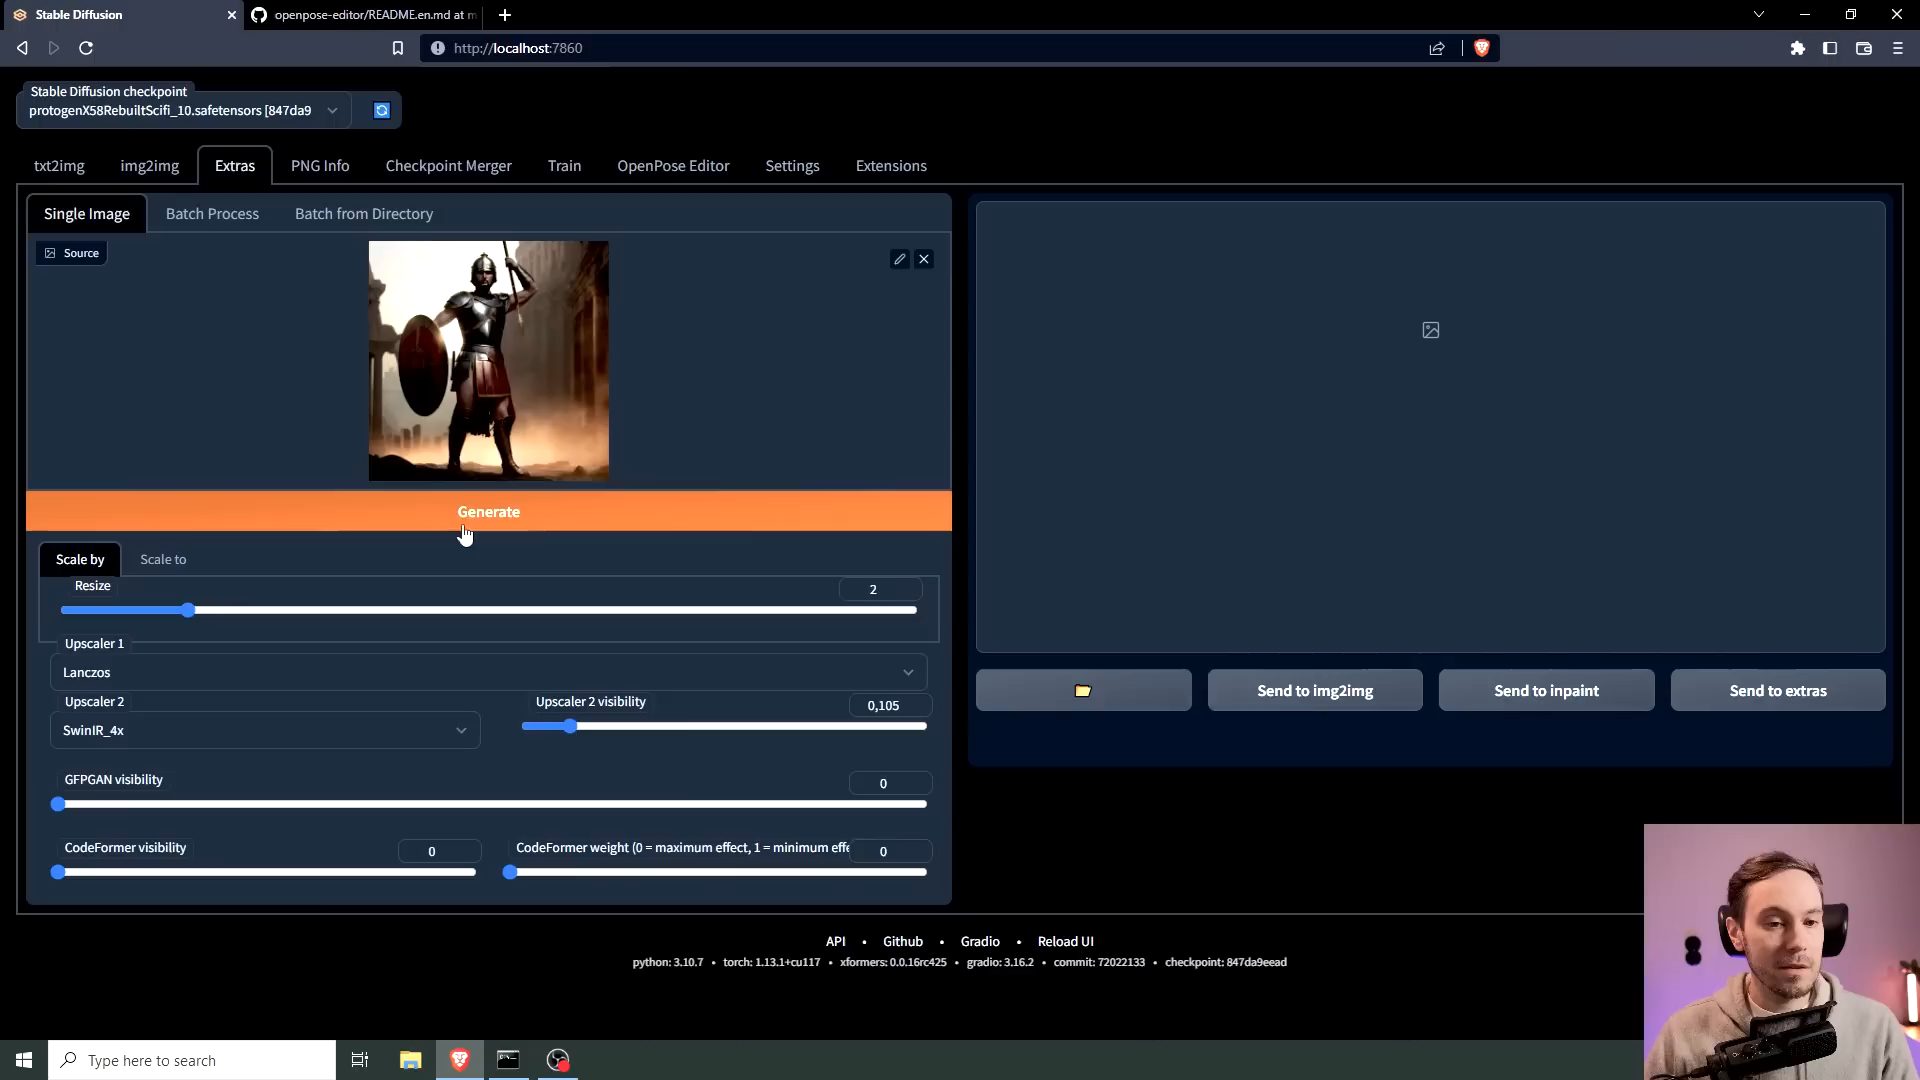 Stable Diffusion
openpose-editor/README.en.md at m
http://localhost:7860
Stable Diffusion checkpoint
protogenX58RebuiltScifi_10.safetensors [847da9
txt2img
img2img
Extras
PNG Info
Checkpoint Merger
Train
OpenPose Editor
Settings
Extensions
Single Image
Batch Process
Batch from Directory
Source
Generate
Scale by
Scale to
Resize
2
Upscaler 1
Lanczos
Upscaler 2
SwinIR_4x
Upscaler 2 visibility
0,105
GFPGAN visibility
0
CodeFormer visibility
0
CodeFormer weight (0 = maximum effect, 1 = minimum effe
0
Send to img2img
Send to inpaint
Send to extras
API • Github • Gradio • Reload UI
python: 3.10.7 • torch: 1.13.1+cu117 • xformers: 0.0.16rc425 • gradio: 3.16.2 • commit: 72022133 • checkpoint: 847da9eead
Type here to search